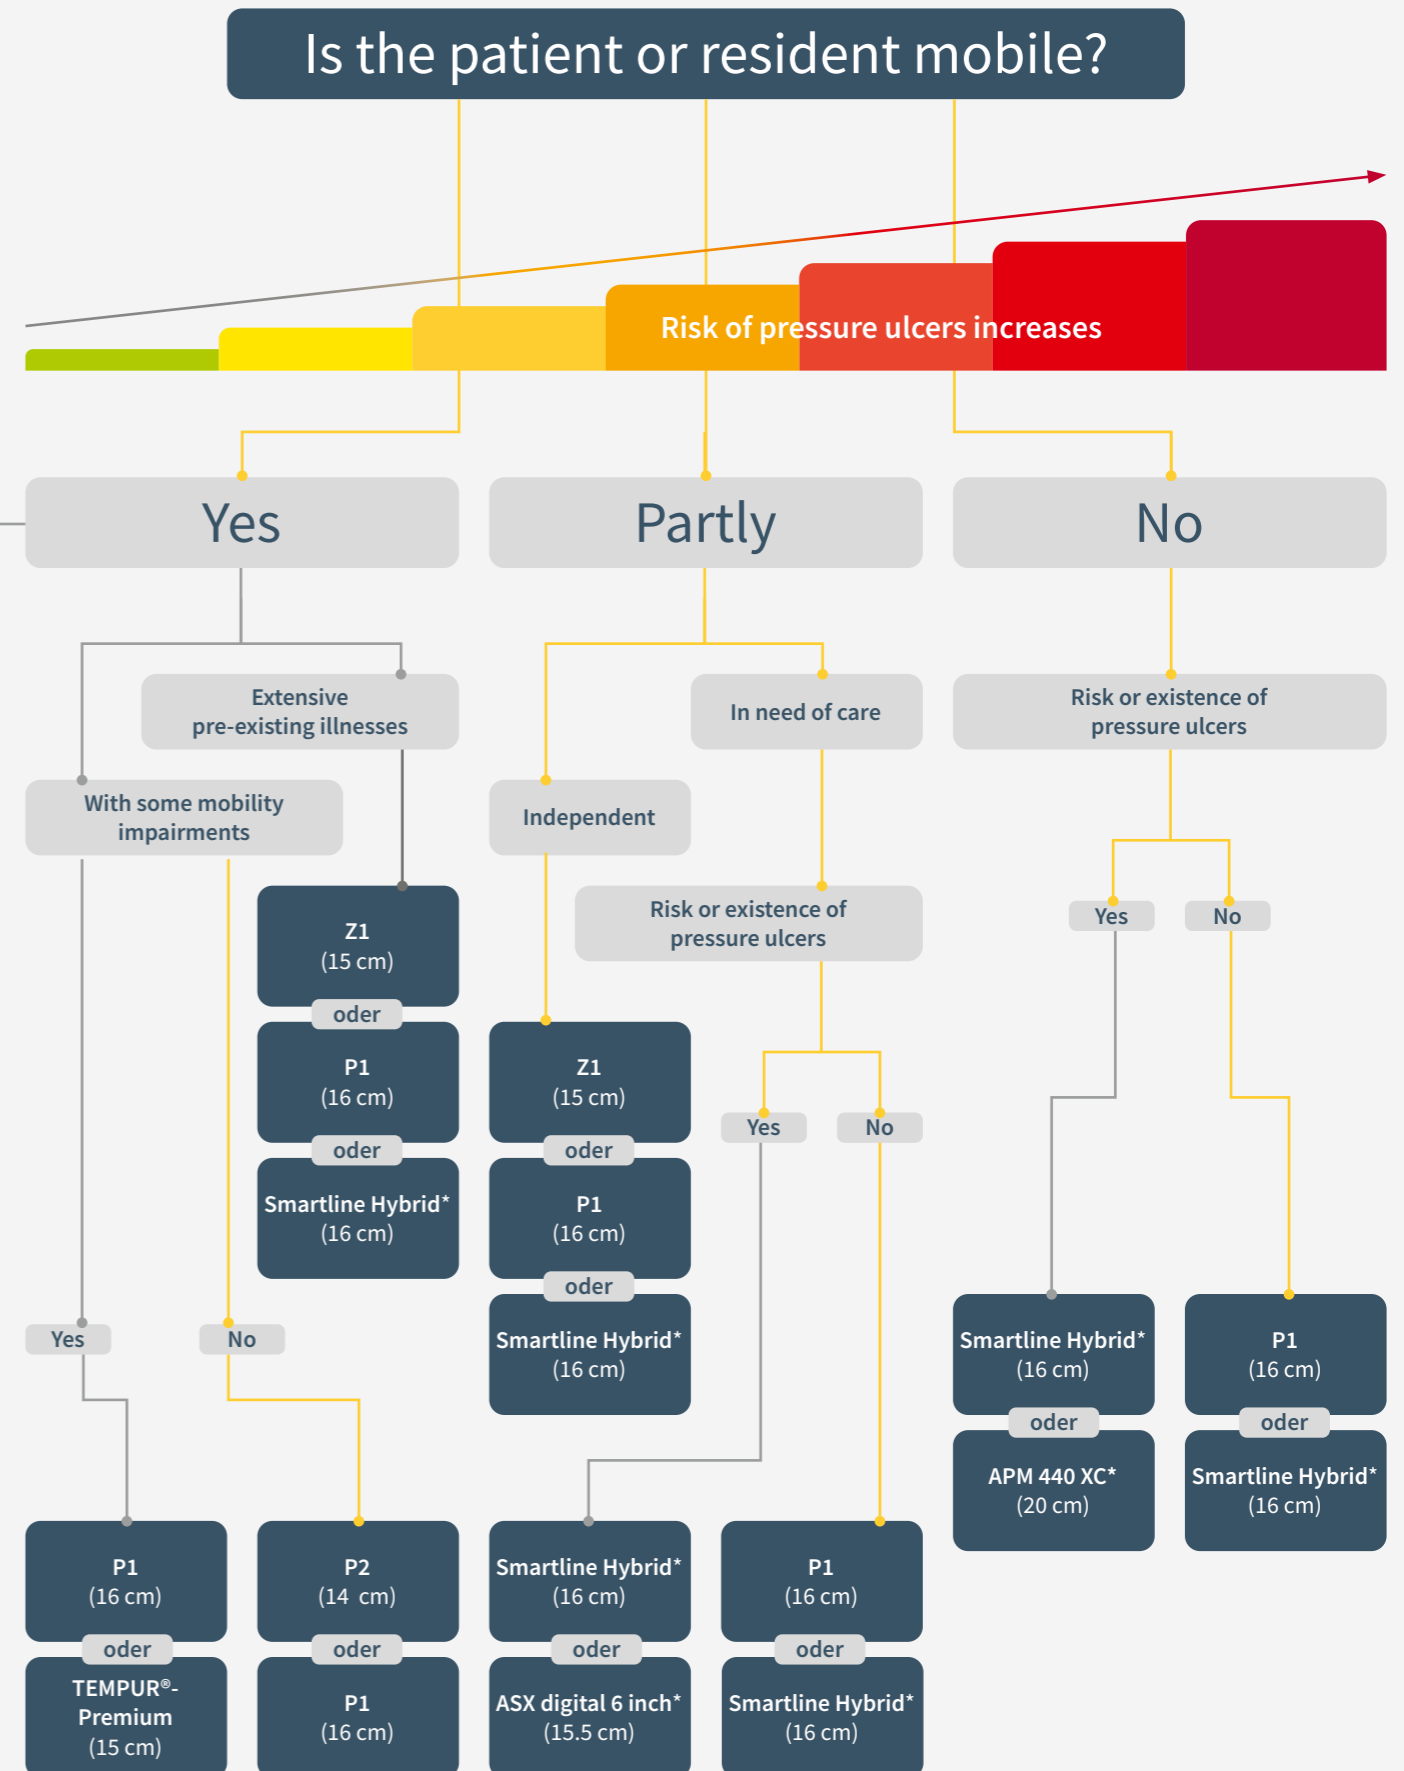 Is the patient or resident mobile?
Risk of pressure ulcers increases
Yes
Partly
No
Extensive
pre-existing illnesses
With some mobility
impairments
Z1
(15 cm)
oder
P1
(16 cm)
oder
Smartline Hybrid*
(16 cm)
Yes
No
P1
(16 cm)
oder
TEMPUR®-
Premium
(15 cm)
P2
(14  cm)
oder
P1
(16 cm)
In need of care
Independent
Risk or existence of
pressure ulcers
Z1
(15 cm)
oder
P1
(16 cm)
oder
Smartline Hybrid*
(16 cm)
Yes
No
Smartline Hybrid*
(16 cm)
oder
ASX digital 6 inch*
(15.5 cm)
P1
(16 cm)
oder
Smartline Hybrid*
(16 cm)
Risk or existence of
pressure ulcers
Yes
No
Smartline Hybrid*
(16 cm)
oder
APM 440 XC*
(20 cm)
P1
(16 cm)
oder
Smartline Hybrid*
(16 cm)